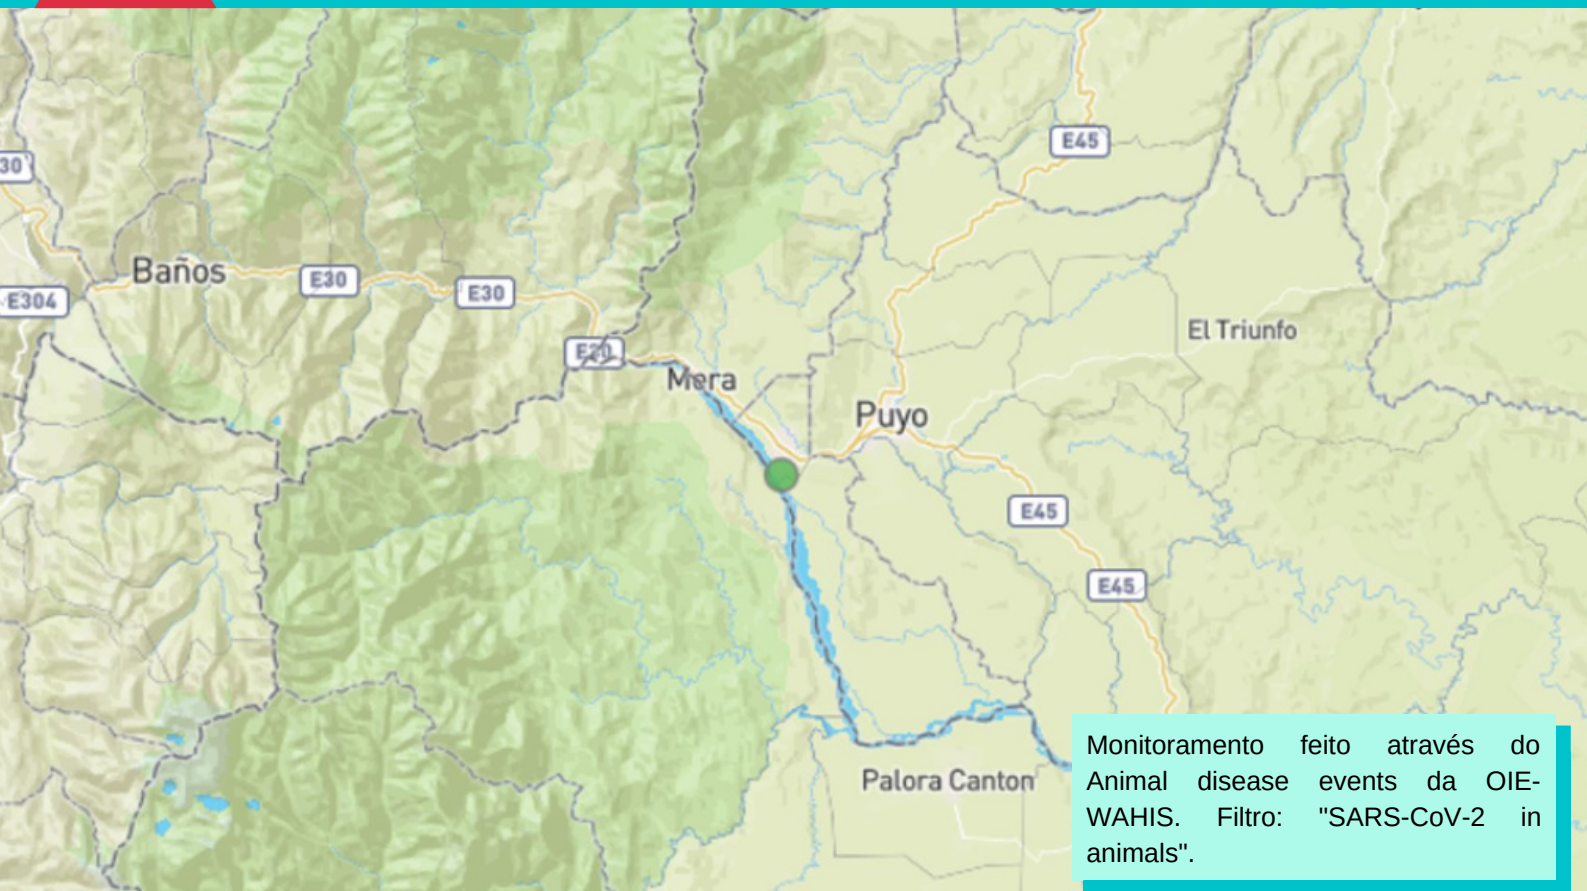 E45
30
Baños
E30
E30
E304
El Triunfo
E30
Mera
Puyo
E45
E45
Palora Canton
Monitoramento feito através do
Animal disease events da OIE-
WAHIS. Filtro: "SARS-CoV-2 in
animals".